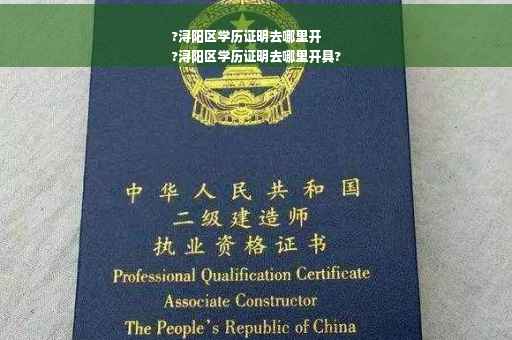 ?浔阳区学历证明去哪里开
?浔阳区学历证明去哪里开具?
中华人民共和国
二级建造师
执业资格证书
Professional Qualification Certificate
Associate Constructor
The People's Republic of China